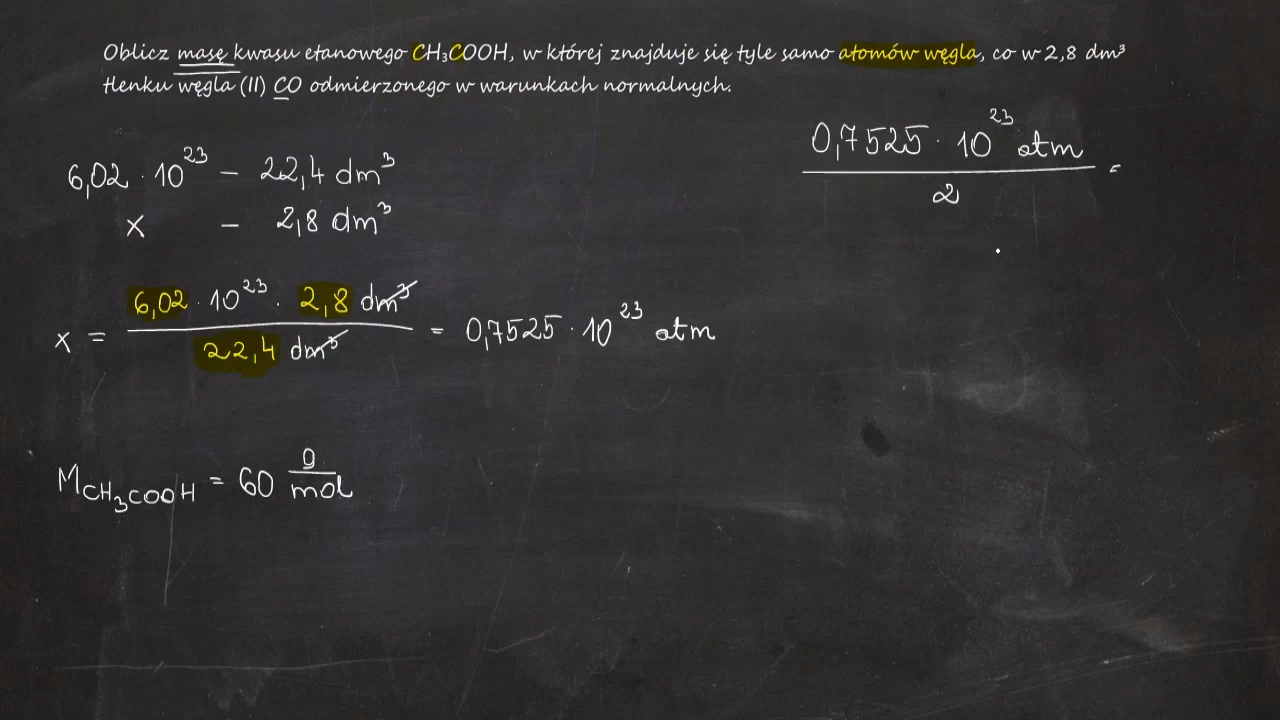 Oblicz masę kwasu etanowego CH₃COOH, w której znajduje się tyle samo atomów węgla, co w 2,8 dm³
tlenku węgla (II) CO odmierzonego w warunkach normalnych.
6,02 · 10²³ – 22,4 dm³
x – 2,8 dm³
x = 6,02 · 10²³ · 2,8 dm³ / 22,4 dm³ = 0,7525 · 10²³ atm
M CH₃COOH = 60 g/mol
0,7525 · 10²³ atm / 2 =